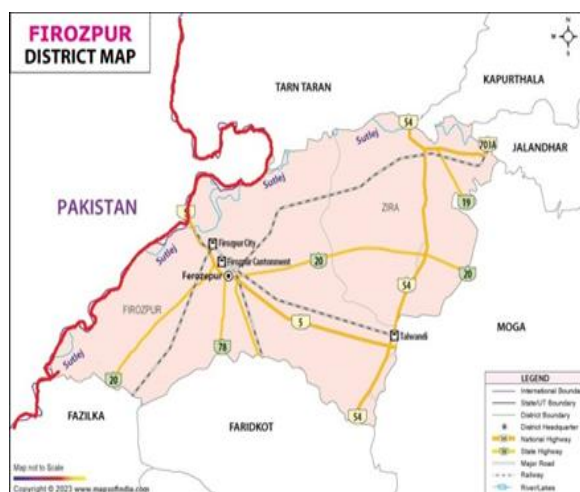 FIROZPUR
DISTRICT MAP
N
W
E
S
KAPURTHALA
TARN TARAN
54
Sutlej
701A
JALANDHAR
Sutlej
PAKISTAN
ZIRA
19
5
Sutlej
Firozpur City
Firozpur Cantonment
20
Ferozepur
20
54
FIROZPUR
5
MOGA
Talwandi
78
Sutlej
20
54
FAZILKA
FARIDKOT
LEGEND
International Bounda
State/UT Boundary
District Boundary
District Headquarter
National Highway
State Highway
Major Road
Railway
River/Lakes
Map not to Scale
Copyright © 2023 www.mapsofindia.com